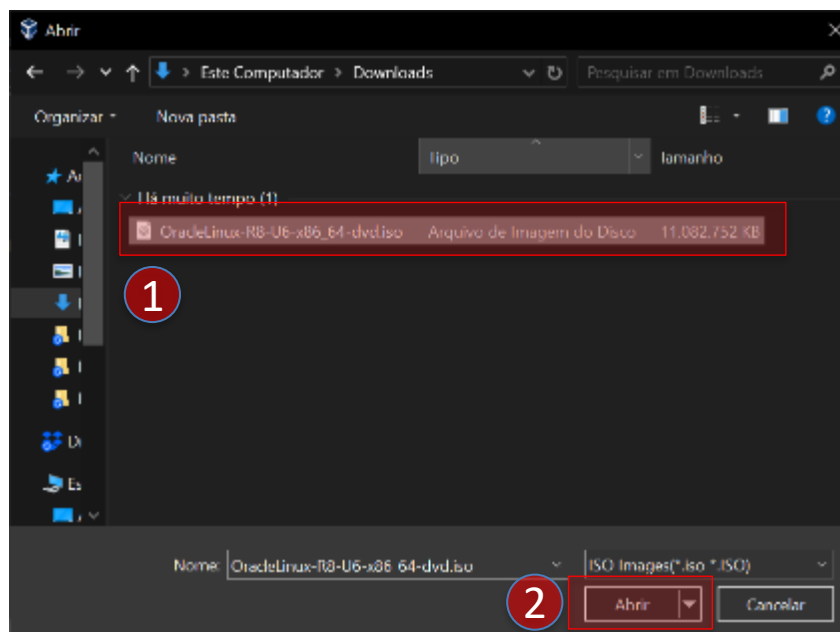 Abrir
Este Computador > Downloads
Pesquisar em Downloads
Organizar
Nova pasta
Nome Tipo Tamanho
Há muito tempo (1)
OracleLinux-R8-U6-x86_64-dvd.iso Arquivo de Imagem do Disco 11.082.752 KB
1
Nome: OracleLinux-R8-U6-x86_64-dvd.iso ISO Images(*.iso *.ISO)
2
Abrir
Cancelar